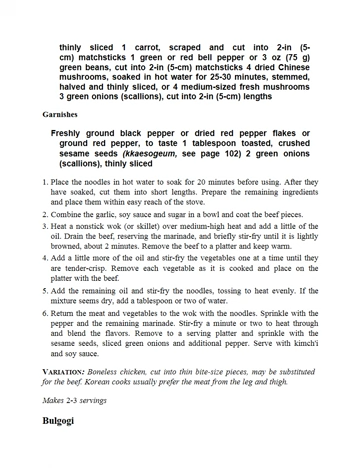 thinly sliced 1 carrot, scraped and cut into 2-in (5-
cm) matchsticks 1 green or red bell pepper or 3 oz (75 g)
green beans, cut into 2-in (5-cm) matchsticks 4 dried Chinese
mushrooms, soaked in hot water for 25-30 minutes, stemmed,
halved and thinly sliced, or 4 medium-sized fresh mushrooms
3 green onions (scallions), cut into 2-in (5-cm) lengths
Garnishes
Freshly ground black pepper or dried red pepper flakes or
ground red pepper, to taste 1 tablespoon toasted, crushed
sesame seeds (kkaesogeum, see page 102) 2 green onions
(scallions), thinly sliced
1. Place the noodles in hot water to soak for 20 minutes before using. After they
have soaked, cut them into short lengths. Prepare the remaining ingredients
and place them within easy reach of the stove.
2. Combine the garlic, soy sauce and sugar in a bowl and coat the beef pieces.
3. Heat a nonstick wok (or skillet) over medium-high heat and add a little of the
oil. Drain the beef, reserving the marinade, and briefly stir-fry until it is lightly
browned, about 2 minutes. Remove the beef to a platter and keep warm.
4. Add a little more of the oil and stir-fry the vegetables one at a time until they
are tender-crisp. Remove each vegetable as it is cooked and place on the
platter with the beef.
5. Add the remaining oil and stir-fry the noodles, tossing to heat evenly. If the
mixture seems dry, add a tablespoon or two of water.
6. Return the meat and vegetables to the wok with the noodles. Sprinkle with the
pepper and the remaining marinade. Stir-fry a minute or two to heat through
and blend the flavors. Remove to a serving platter and sprinkle with the
sesame seeds, sliced green onions and additional pepper. Serve with kimch'i
and soy sauce.
VARIATION: Boneless chicken, cut into thin bite-size pieces, may be substituted
for the beef. Korean cooks usually prefer the meat from the leg and thigh.
Makes 2-3 servings
Bulgogi